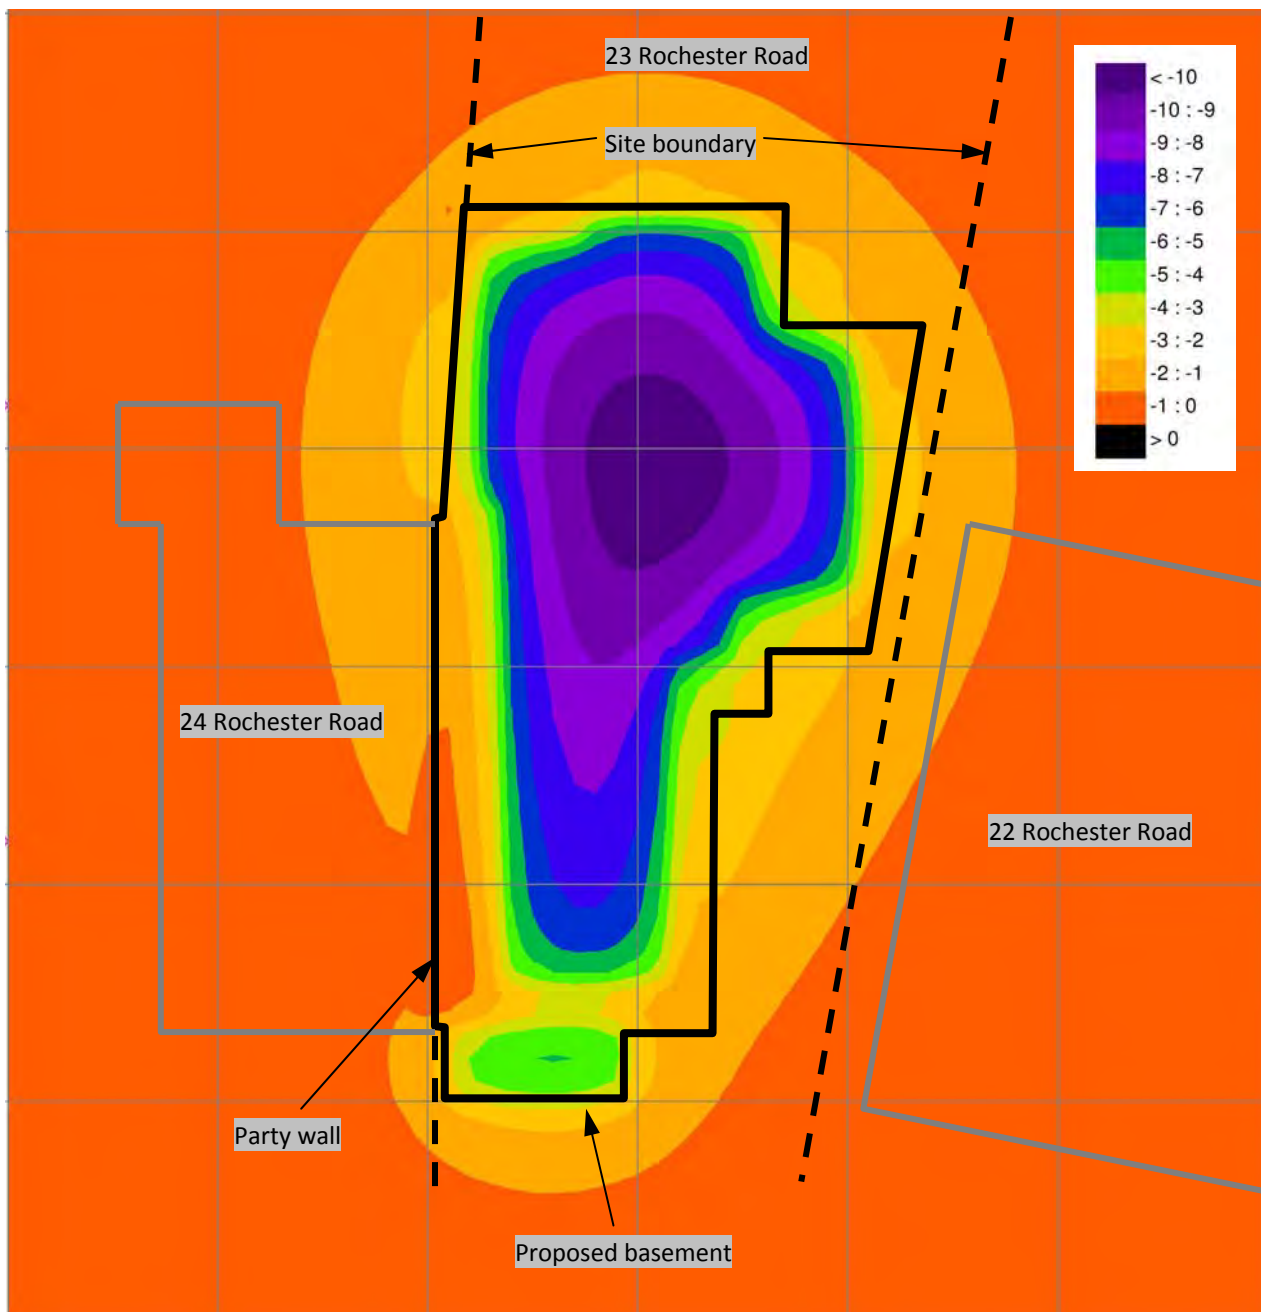 23 Rochester Road
Site boundary
< -10
-10 : -9
-9 : -8
-8 : -7
-7 : -6
-6 : -5
-5 : -4
-4 : -3
-3 : -2
-2 : -1
-1 : 0
> 0
24 Rochester Road
22 Rochester Road
Party wall
Proposed basement